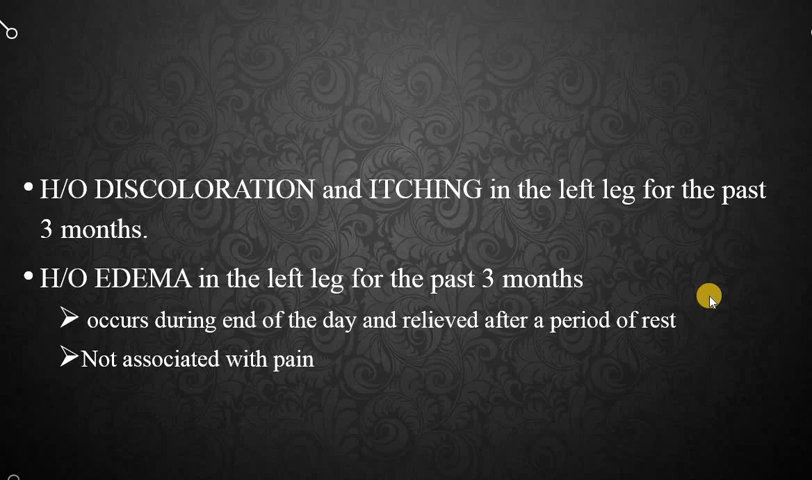 • H/O DISCOLORATION and ITCHING in the left leg for the past
3 months.
• H/O EDEMA in the left leg for the past 3 months
➢ occurs during end of the day and relieved after a period of rest
➢Not associated with pain